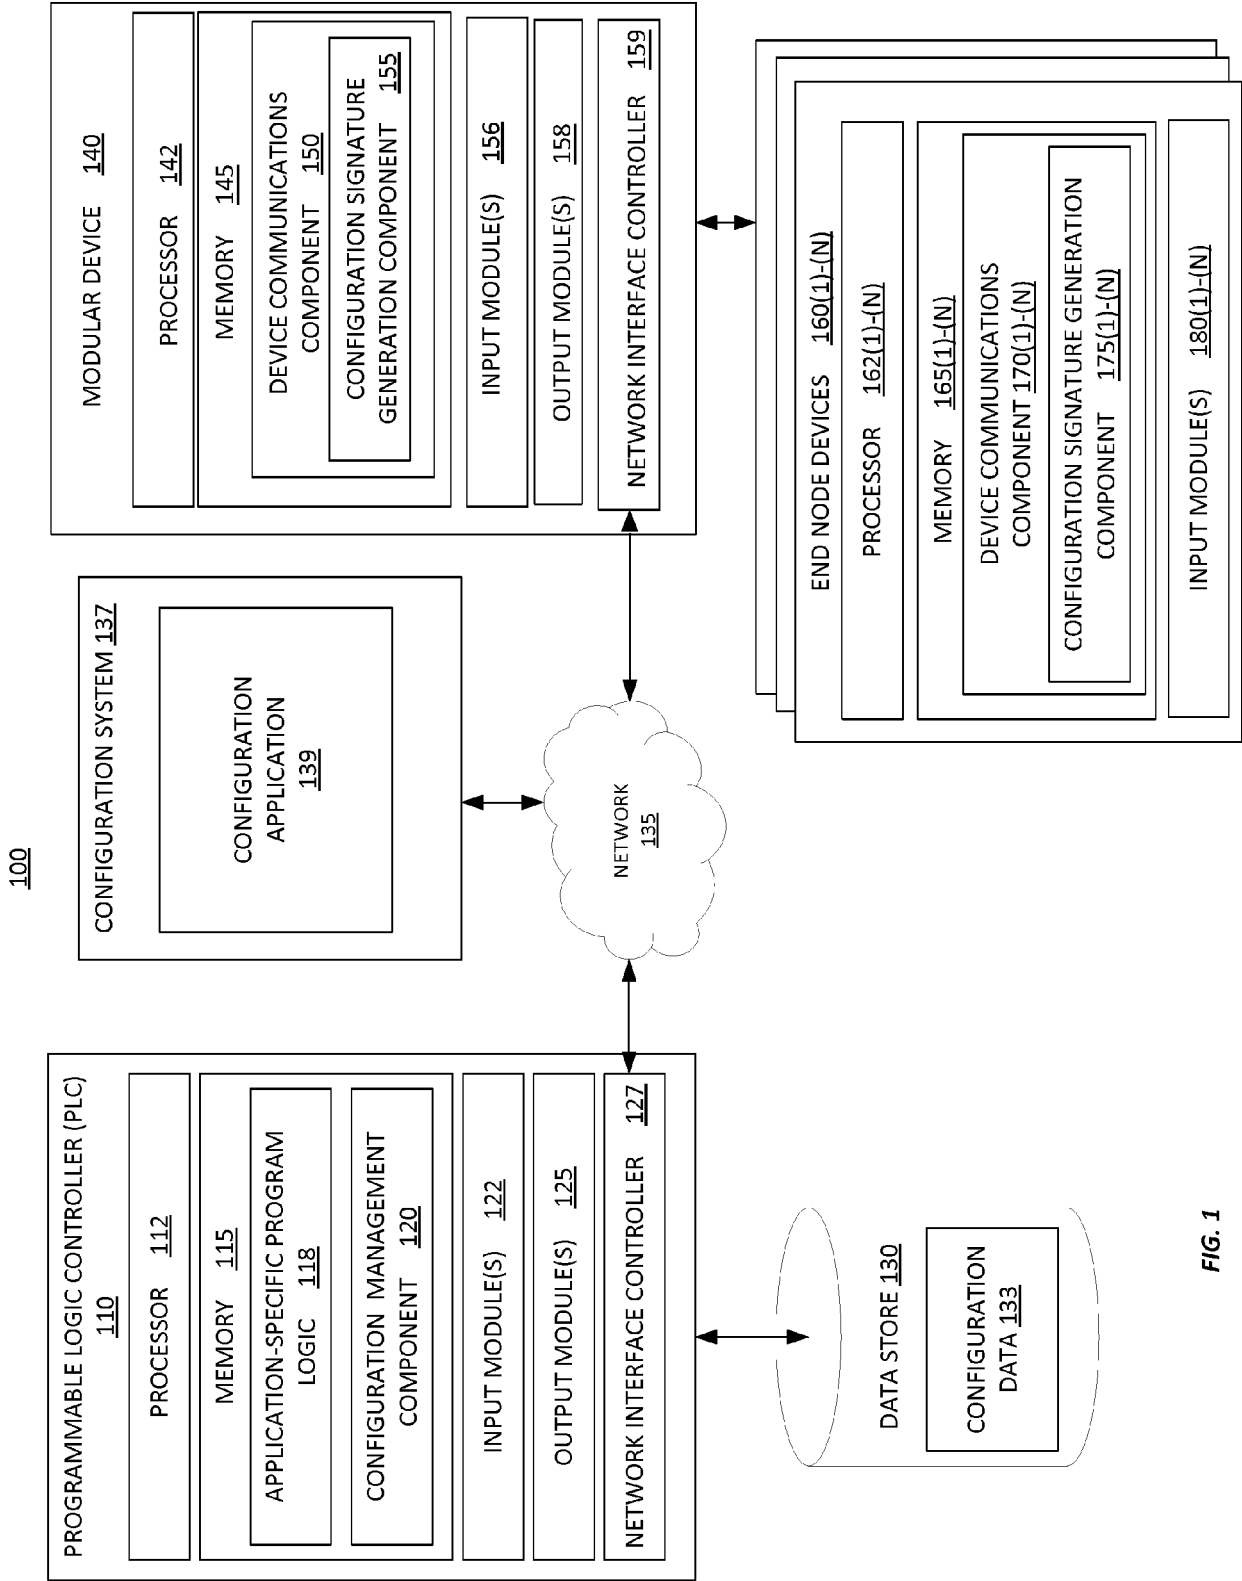 100
PROGRAMMABLE LOGIC CONTROLLER (PLC)
110
PROCESSOR 112
MEMORY 115
APPLICATION-SPECIFIC PROGRAM
LOGIC 118
CONFIGURATION MANAGEMENT
COMPONENT 120
INPUT MODULE(S) 122
OUTPUT MODULE(S) 125
NETWORK INTERFACE CONTROLLER 127
DATA STORE 130
CONFIGURATION
DATA 133
CONFIGURATION SYSTEM 137
CONFIGURATION
APPLICATION
139
NETWORK
135
MODULAR DEVICE 140
PROCESSOR 142
MEMORY 145
DEVICE COMMUNICATIONS
COMPONENT 150
CONFIGURATION SIGNATURE
GENERATION COMPONENT 155
INPUT MODULE(S) 156
OUTPUT MODULE(S) 158
NETWORK INTERFACE CONTROLLER 159
END NODE DEVICES 160(1)-(N)
PROCESSOR 162(1)-(N)
MEMORY 165(1)-(N)
DEVICE COMMUNICATIONS
COMPONENT 170(1)-(N)
CONFIGURATION SIGNATURE GENERATION
COMPONENT 175(1)-(N)
INPUT MODULE(S) 180(1)-(N)
FIG. 1